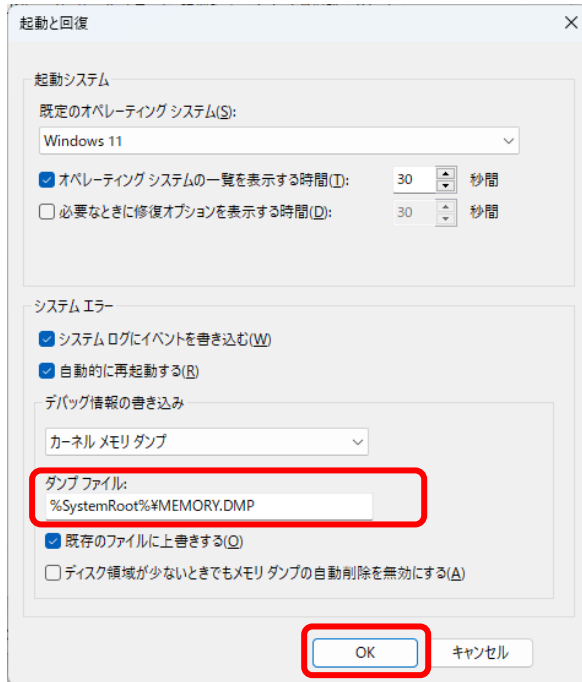 起動と回復
起動システム
既定のオペレーティング システム(S):
Windows 11
オペレーティング システムの一覧を表示する時間(T): 30 秒間
必要なときに修復オプションを表示する時間(D): 30 秒間
システム エラー
システム ログにイベントを書き込む(W)
自動的に再起動する(R)
デバッグ情報の書き込み
カーネル メモリ ダンプ
ダンプ ファイル:
%SystemRoot%¥MEMORY.DMP
既存のファイルに上書きする(O)
ディスク領域が少ないときでもメモリ ダンプの自動削除を無効にする(A)
OK キャンセル